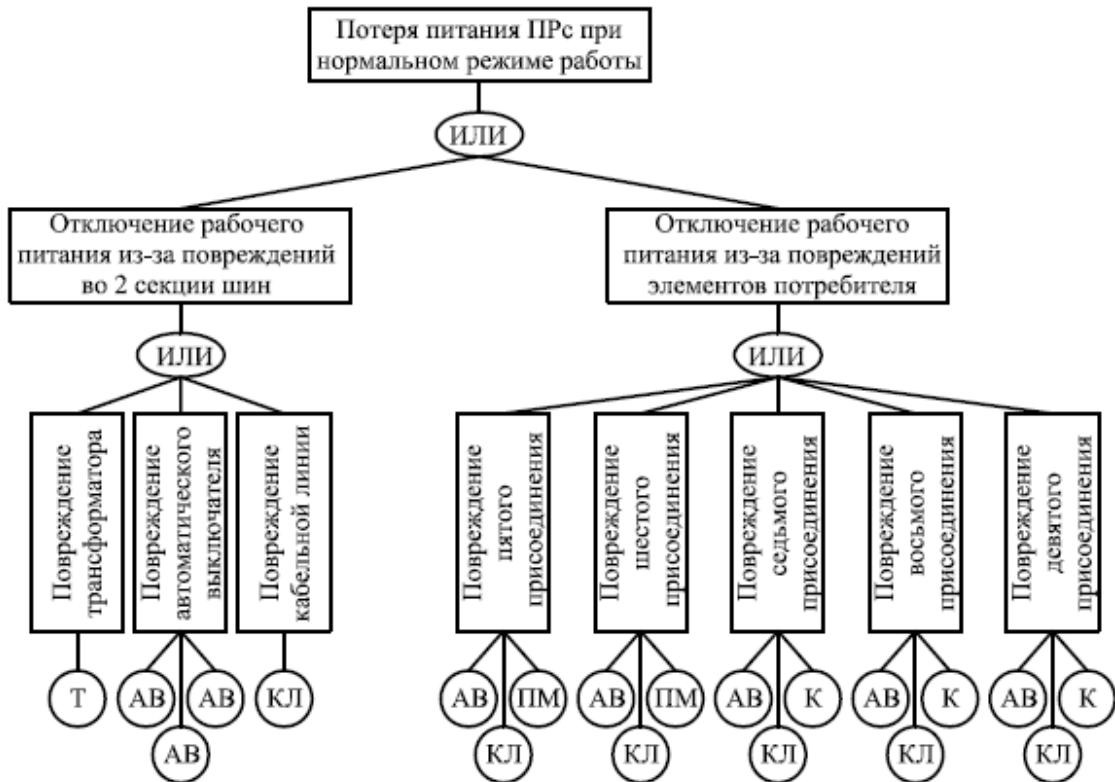 Потеря питания ПРс при
нормальном режиме работы
ИЛИ
Отключение рабочего
питания из-за повреждений
во 2 секции шин
Отключение рабочего
питания из-за повреждений
элементов потребителя
ИЛИ
ИЛИ
Повреждение
трансформатора
Повреждение
автоматического
выключателя
Повреждение
кабельной линии
Повреждение
пятого
присоединения
Повреждение
шестого
присоединения
Повреждение
седьмого
присоединения
Повреждение
восьмого
присоединения
Повреждение
девятого
присоединения
Т
АВ
АВ
АВ
КЛ
АВ
КЛ
ПМ
АВ
КЛ
ПМ
АВ
КЛ
К
АВ
КЛ
К
АВ
КЛ
К